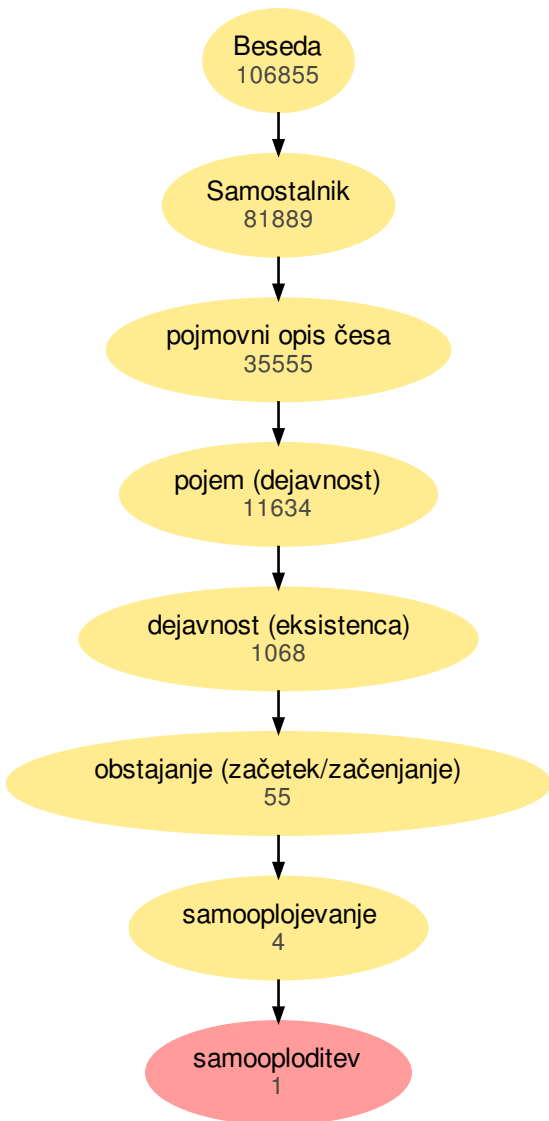 Beseda
106855
Samostalnik
81889
pojmovni opis česa
35555
pojem (dejavnost)
11634
dejavnost (eksistenca)
1068
obstajanje (začetek/začenjanje)
55
samooplojevanje
4
samooploditev
1